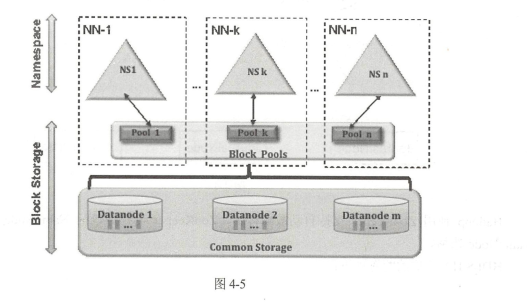 NN-1
NN-k
NN-n
Namespace
NS1
NS k
NS n
...
...
Pool 1
Pool k
Pool n
Block Pools
Block Storage
Datanode 1
Datanode 2
Datanode m
...
...
...
Common Storage
图 4-5